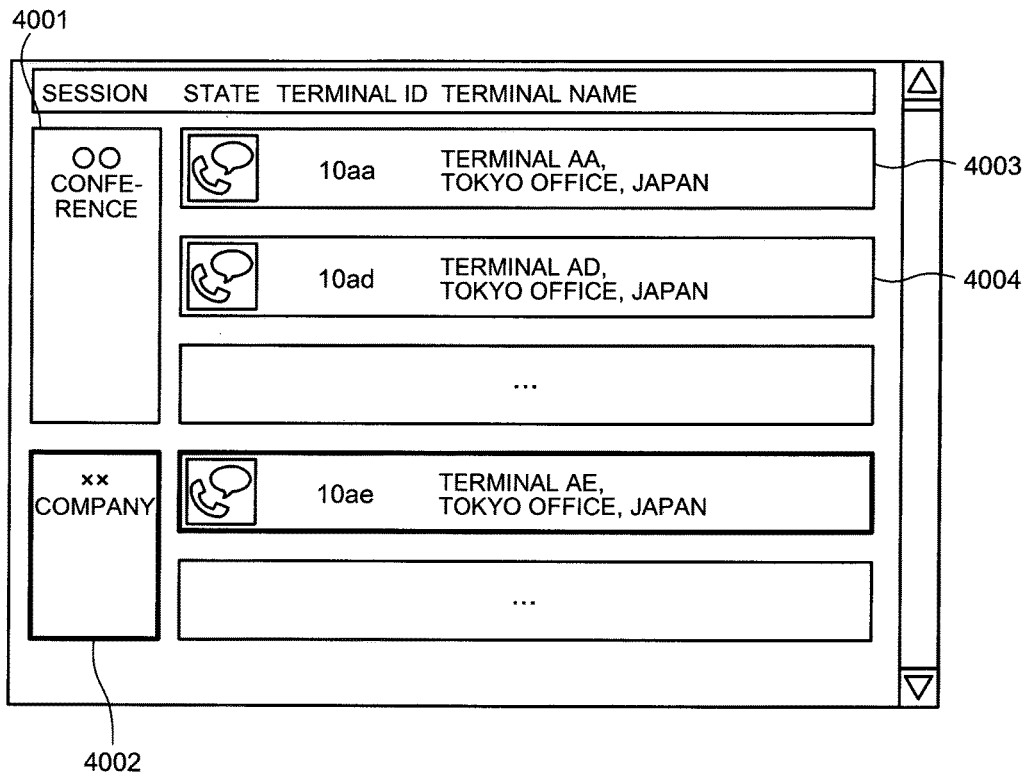 4001
SESSION STATE TERMINAL ID TERMINAL NAME
○○
CONFE-
RENCE
10aa
TERMINAL AA,
TOKYO OFFICE, JAPAN
4003
10ad
TERMINAL AD,
TOKYO OFFICE, JAPAN
4004
...
××
COMPANY
10ae
TERMINAL AE,
TOKYO OFFICE, JAPAN
...
4002